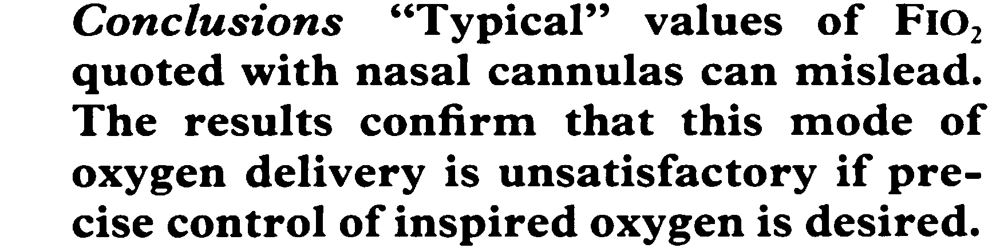 Conclusions “Typical” values of FIO₂
quoted with nasal cannulas can mislead.
The results confirm that this mode of
oxygen delivery is unsatisfactory if pre-
cise control of inspired oxygen is desired.